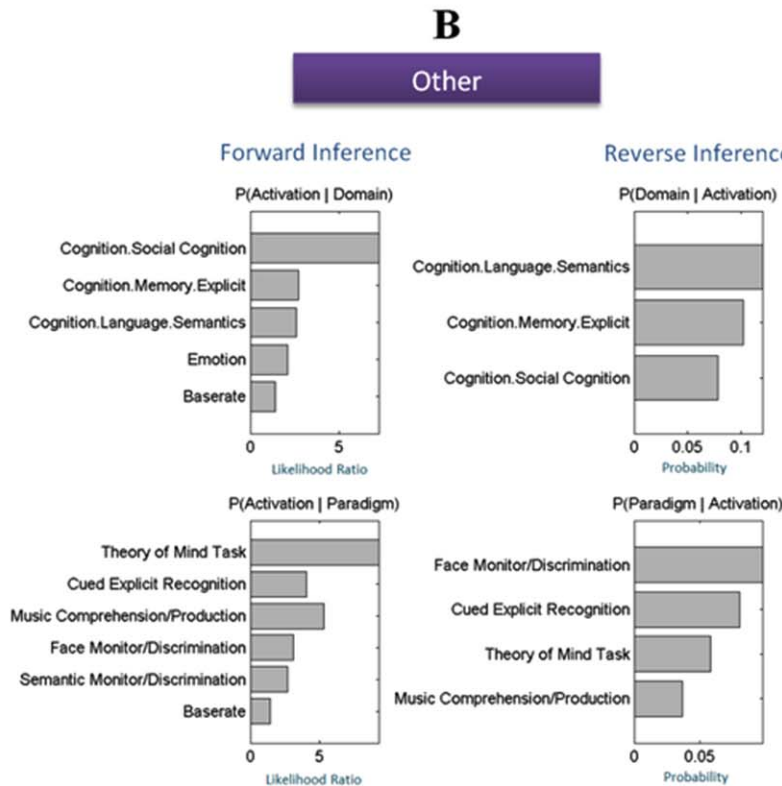 B
Other
Forward Inference
P(Activation | Domain)
Cognition.Social Cognition
Cognition.Memory.Explicit
Cognition.Language.Semantics
Emotion
Baserate
0 5
Likelihood Ratio
Reverse Inference
P(Domain | Activation)
Cognition.Language.Semantics
Cognition.Memory.Explicit
Cognition.Social Cognition
0 0.05 0.1
Probability
P(Activation | Paradigm)
Theory of Mind Task
Cued Explicit Recognition
Music Comprehension/Production
Face Monitor/Discrimination
Semantic Monitor/Discrimination
Baserate
0 5
Likelihood Ratio
P(Paradigm | Activation)
Face Monitor/Discrimination
Cued Explicit Recognition
Theory of Mind Task
Music Comprehension/Production
0 0.05
Probability